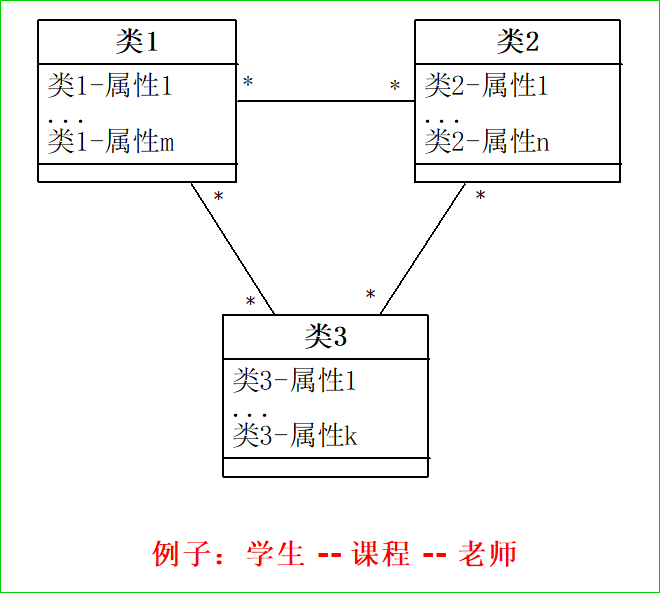 类1
类1-属性1
...
类1-属性m
类2
类2-属性1
...
类2-属性n
* *
* *
* *
类3
类3-属性1
...
类3-属性k
例子：学生 -- 课程 -- 老师